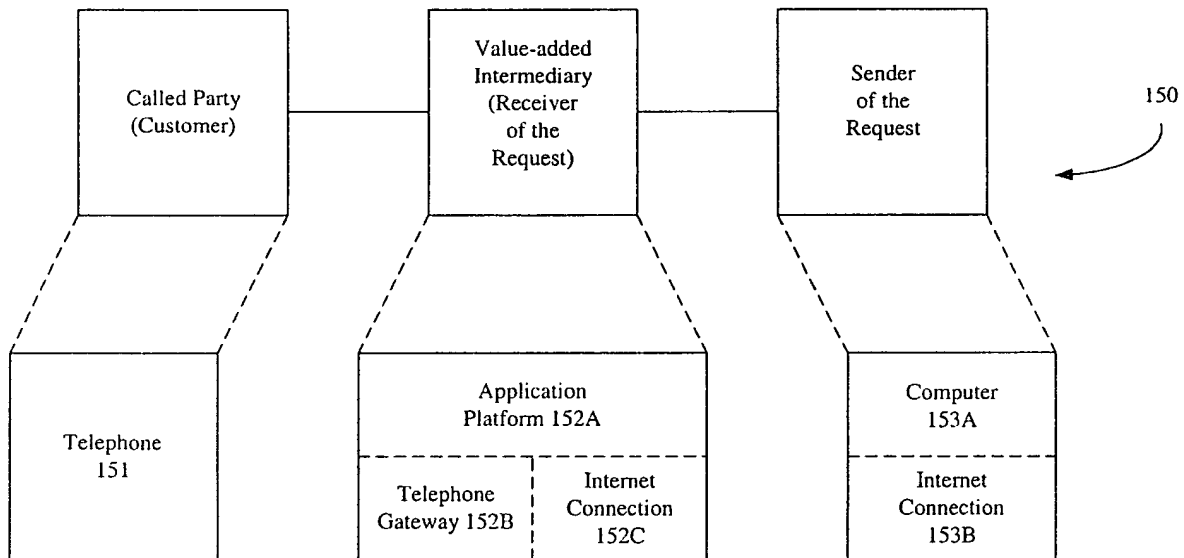 Called Party
(Customer)
Value-added
Intermediary
(Receiver
of the
Request)
Sender
of the
Request
150
Telephone
151
Application
Platform 152A
Telephone
Gateway 152B
Internet
Connection
152C
Computer
153A
Internet
Connection
153B